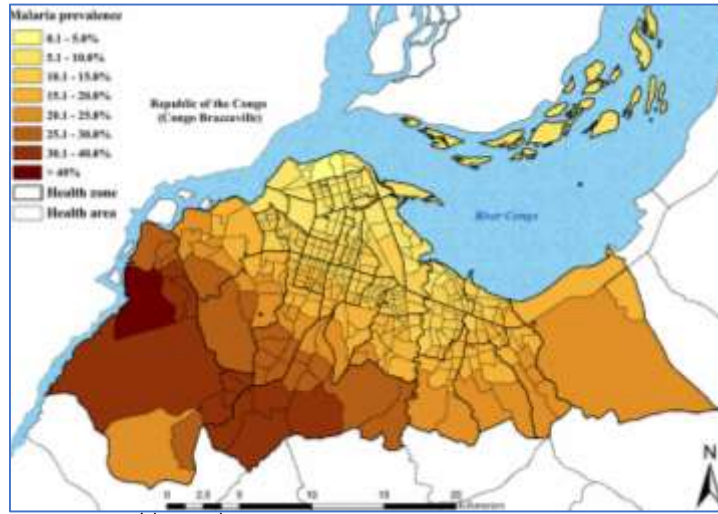 Malaria prevalence
0.1 - 5.0%
5.1 - 10.0%
10.1 - 15.0%
15.1 - 20.0%
20.1 - 25.0%
25.1 - 30.0%
30.1 - 40.0%
> 40%
Health zone
Health area
Republic of the Congo
(Congo Brazzaville)
River Congo
N
0 2.5 5 10 15 20
Kilometers